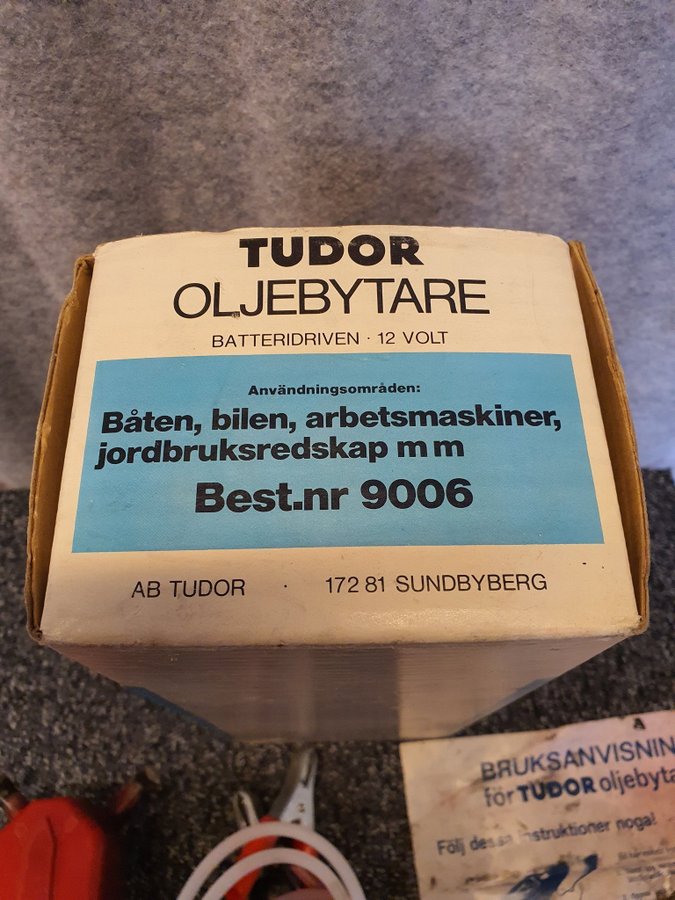 TUDOR
OLJEBYTARE
BATTERIDRIVEN · 12 VOLT
Användningsområden:
Båten, bilen, arbetsmaskiner,
jordbruksredskap m m
Best.nr 9006
AB TUDOR · 172 81 SUNDBYBERG
BRUKSANVISNIN
för TUDOR oljebyta
Följ dessa instruktioner noga!